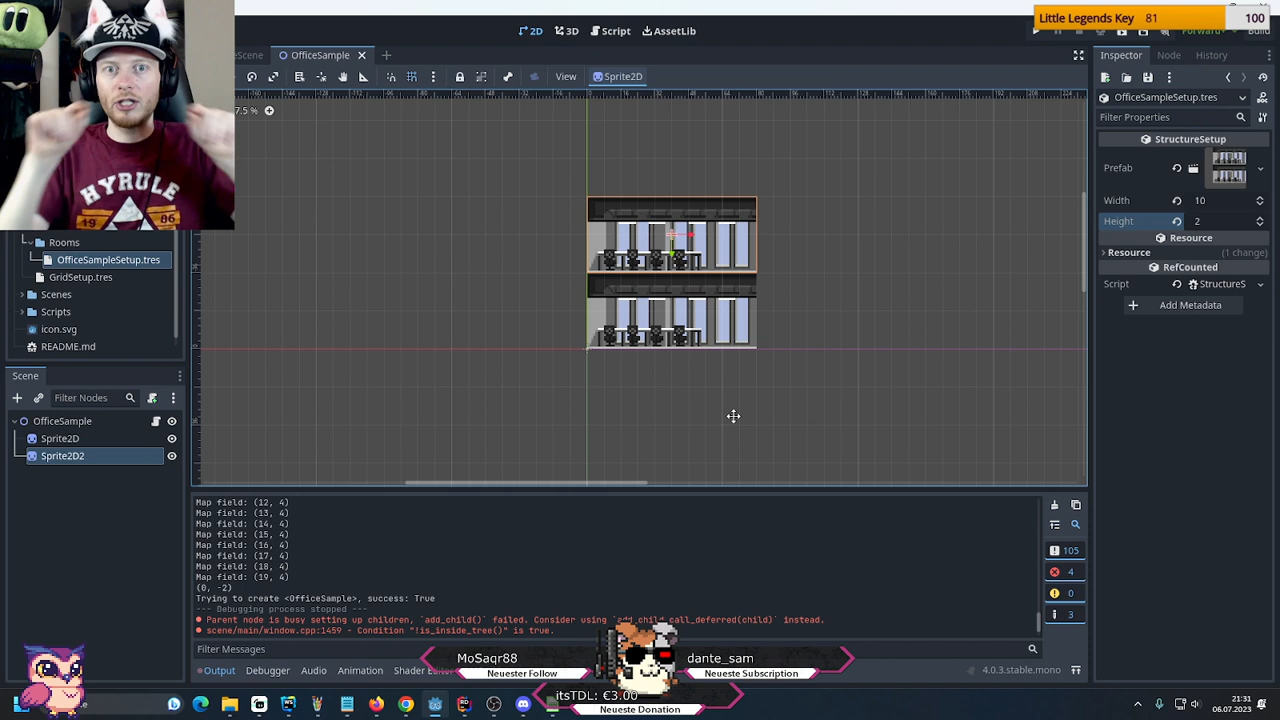 Little Legends Key 81 100
2D 3D Script AssetLib
Scene OfficeSample
Inspector Node History
View Sprite2D
OfficeSampleSetup.tres
7.5 %
Filter Properties
HYRULE
19 86
StructureSetup
Prefab
Width 10
Height 2
Resource
Resource (1 change)
RefCounted
Script StructureS
Add Metadata
Rooms
OfficeSampleSetup.tres
GridSetup.tres
Scenes
Scripts
icon.svg
README.md
Scene
Filter Nodes
OfficeSample
Sprite2D
Sprite2D2
Map field: (12, 4)
Map field: (13, 4)
Map field: (14, 4)
Map field: (15, 4)
Map field: (16, 4)
Map field: (17, 4)
Map field: (18, 4)
Map field: (19, 4)
(0, -2)
Trying to create <OfficeSample>, success: True
--- Debugging process stopped ---
Parent node is busy setting up children, `add_child()` failed. Consider using `add_child.call_deferred(child)` instead.
scene/main/window.cpp:1459 - Condition "!is_inside_tree()" is true.
105
4
0
3
Filter Messages
Output Debugger Audio Animation Shader
4.0.3.stable.mono
MoSaqr88
Neuester Follow
dante_sam
Neueste Subscription
itsTDL: €3.00
Neueste Donation
21:31
06.07.2023